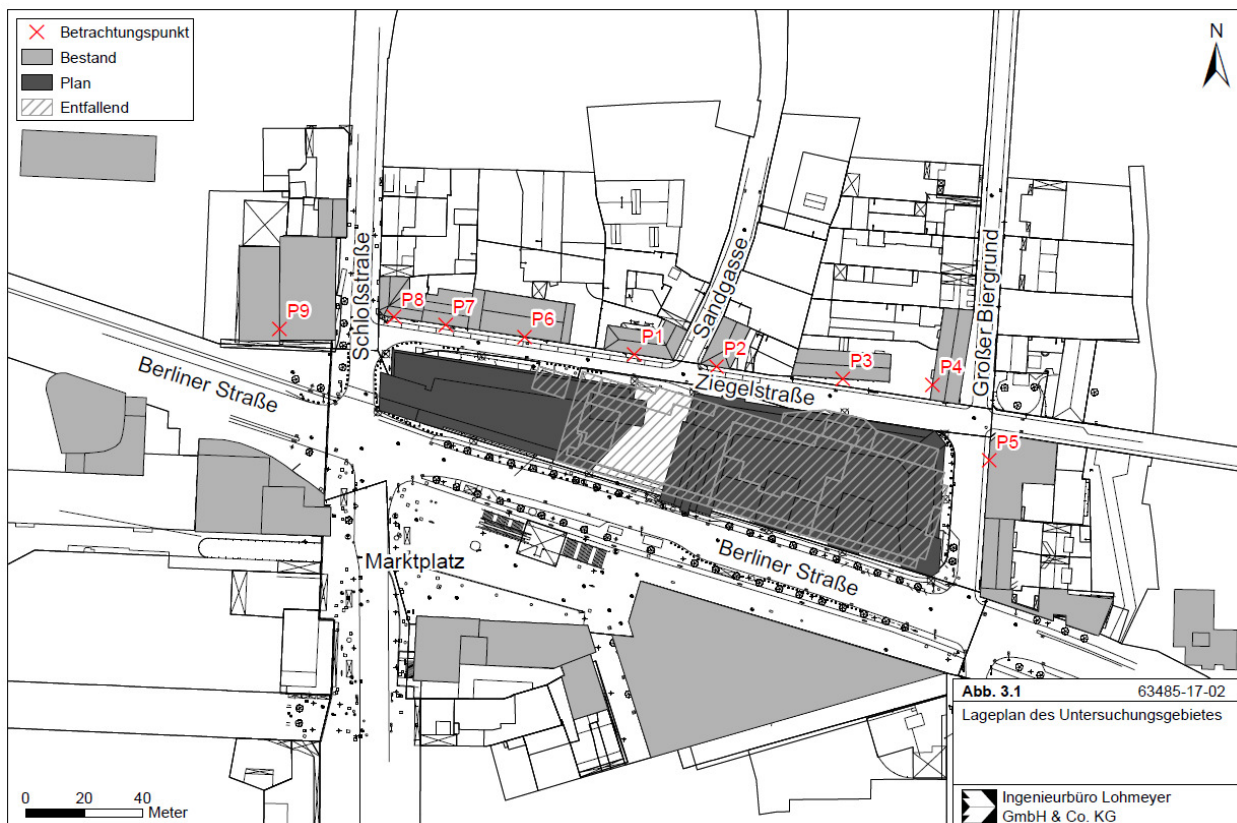 Betrachtungspunkt
Bestand
Plan
Entfallend
N
P9
P8
P7
P6
P1
P2
P3
P4
P5
Schloßstraße
Sandgasse
Großer Biergrund
Ziegelstraße
Berliner Straße
Berliner Straße
Marktplatz
0 20 40
Meter
Abb. 3.1 63485-17-02
Lageplan des Untersuchungsgebietes
Ingenieurbüro Lohmeyer
GmbH & Co. KG